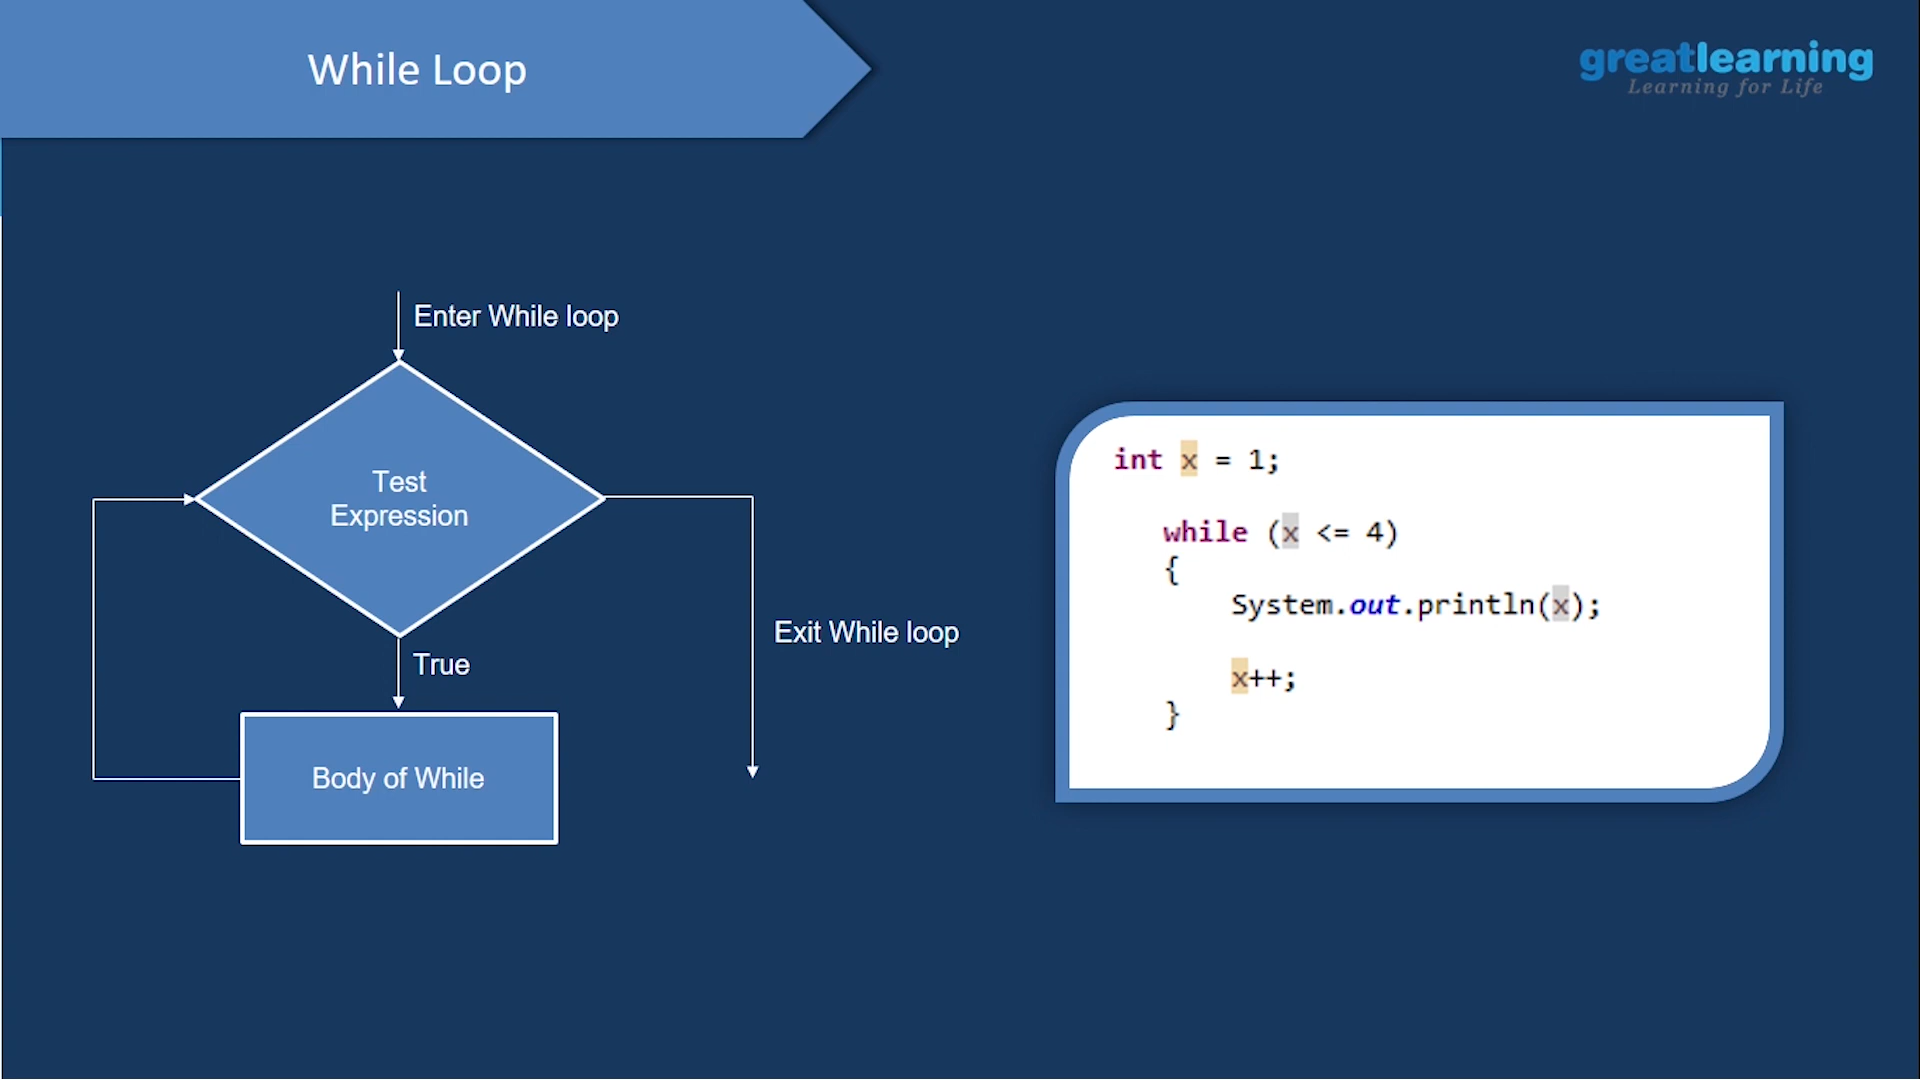 While Loop
greatlearning
Learning for Life
Enter While loop
Test
Expression
True
Body of While
Exit While loop
int x = 1;
while (x <= 4)
{
System.out.println(x);
x++;
}